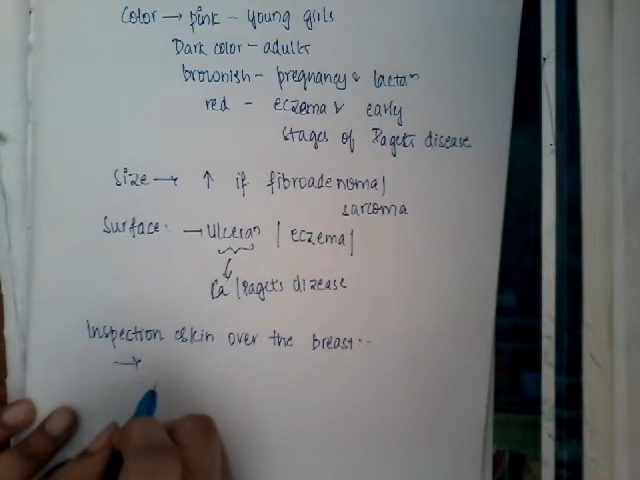 Color → pink - young girls
Dark color - adults
brownish - pregnancy & lactaⁿ
red - eczema & early
stages of Pagets disease
Size → ↑ if fibroadenoma/
sarcoma
Surface: → Ulceraⁿ | eczema |
Ca | Pagets disease
Inspection of skin over the breast:-
→